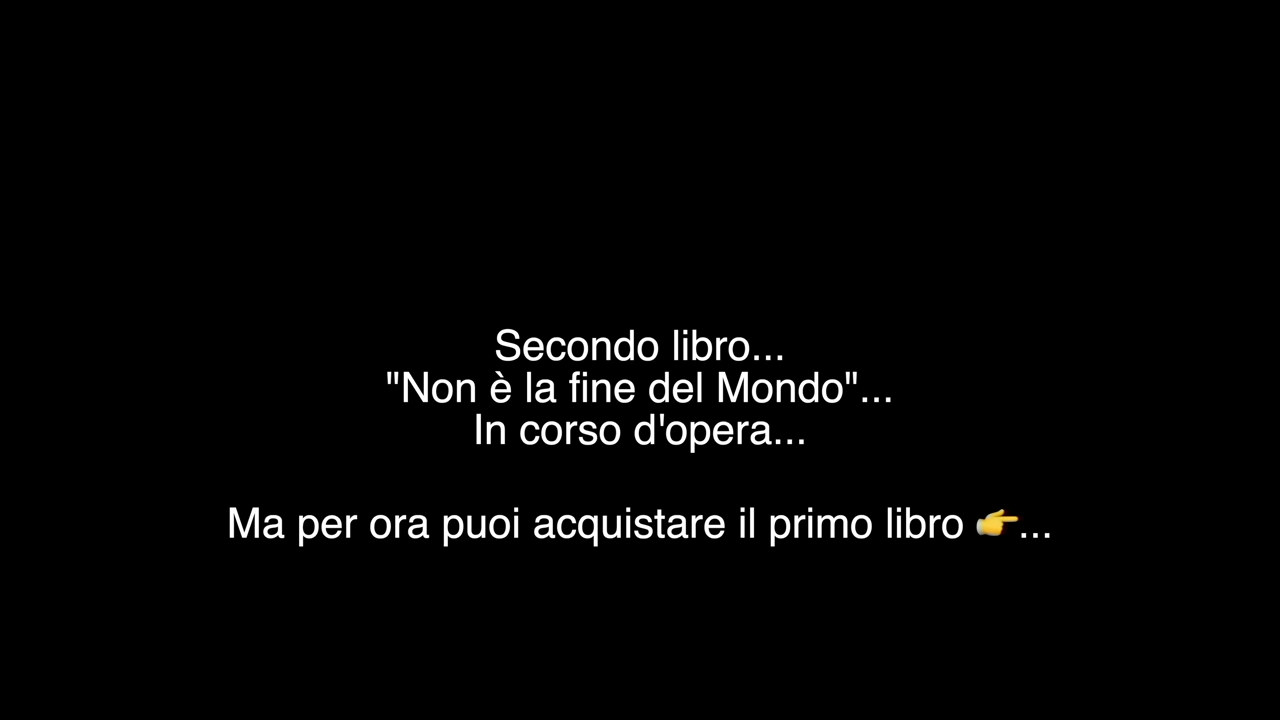 Secondo libro...
"Non è la fine del Mondo"...
In corso d'opera...
Ma per ora puoi acquistare il primo libro 👉...